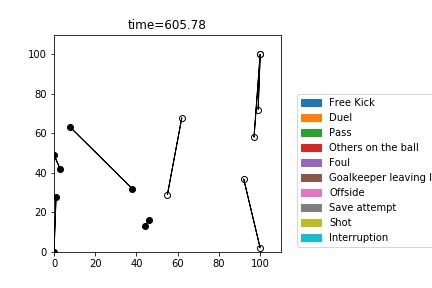 time=605.78
100
80
60
40
20
0
0 20 40 60 80 100
Free Kick
Duel
Pass
Others on the ball
Foul
Goalkeeper leaving l
Offside
Save attempt
Shot
Interruption